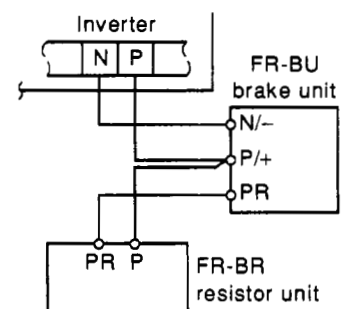 Inverter
N P
FR-BU
brake unit
N/−
P/+
PR
PR P
FR-BR
resistor unit